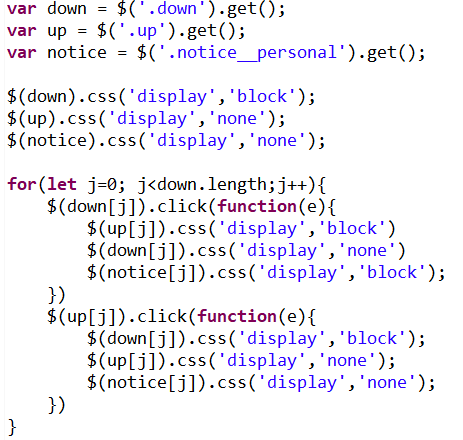 var down = $('.down').get();
var up = $('.up').get();
var notice = $('.notice__personal').get();

$(down).css('display','block');
$(up).css('display','none');
$(notice).css('display','none');

for(let j=0; j<down.length;j++){
    $(down[j]).click(function(e){
        $(up[j]).css('display','block')
        $(down[j]).css('display','none')
        $(notice[j]).css('display','block');
    })
    $(up[j]).click(function(e){
        $(down[j]).css('display','block');
        $(up[j]).css('display','none');
        $(notice[j]).css('display','none');
    })
}